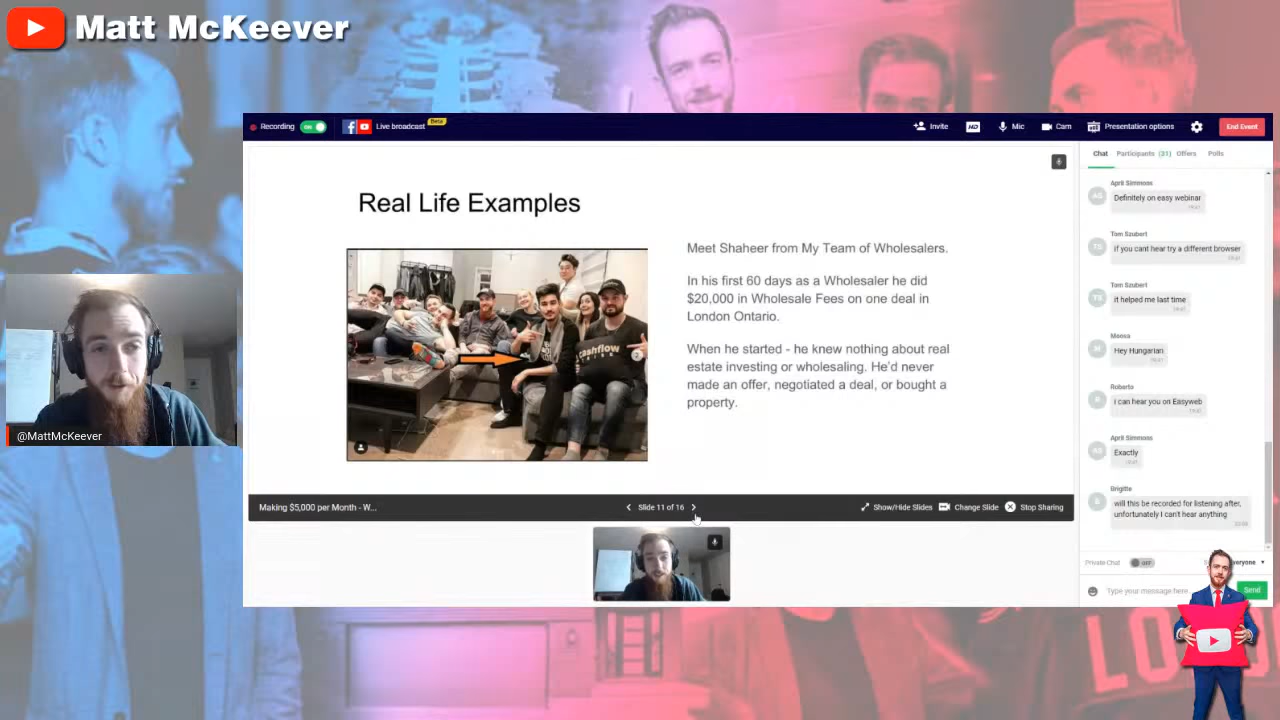 Matt McKeever
Recording ON Live broadcast Beta
Invite HD Mic Cam Presentation options End Event
Real Life Examples
Meet Shaheer from My Team of Wholesalers.
In his first 60 days as a Wholesaler he did
$20,000 in Wholesale Fees on one deal in
London Ontario.
When he started - he knew nothing about real
estate investing or wholesaling. He'd never
made an offer, negotiated a deal, or bought a
property.
cashflow
@MattMcKeever
Making $5,000 per Month - W...
Slide 11 of 16
Show/Hide Slides Change Slide Stop Sharing
Chat Participants (31) Offers Polls
April Simmons
AS
Definitely on easy webinar
Tom Szubert
TS
if you cant hear try a different browser
Tom Szubert
TS
it helped me last time
M
Hey Hungarian
Roberto
R
i can hear you on Easyweb
April Simmons
AS
Exactly
Brigitte
B
will this be recorded for listening after,
unfortunately I can't hear anything
Private Chat OFF
Type your message here..
Send